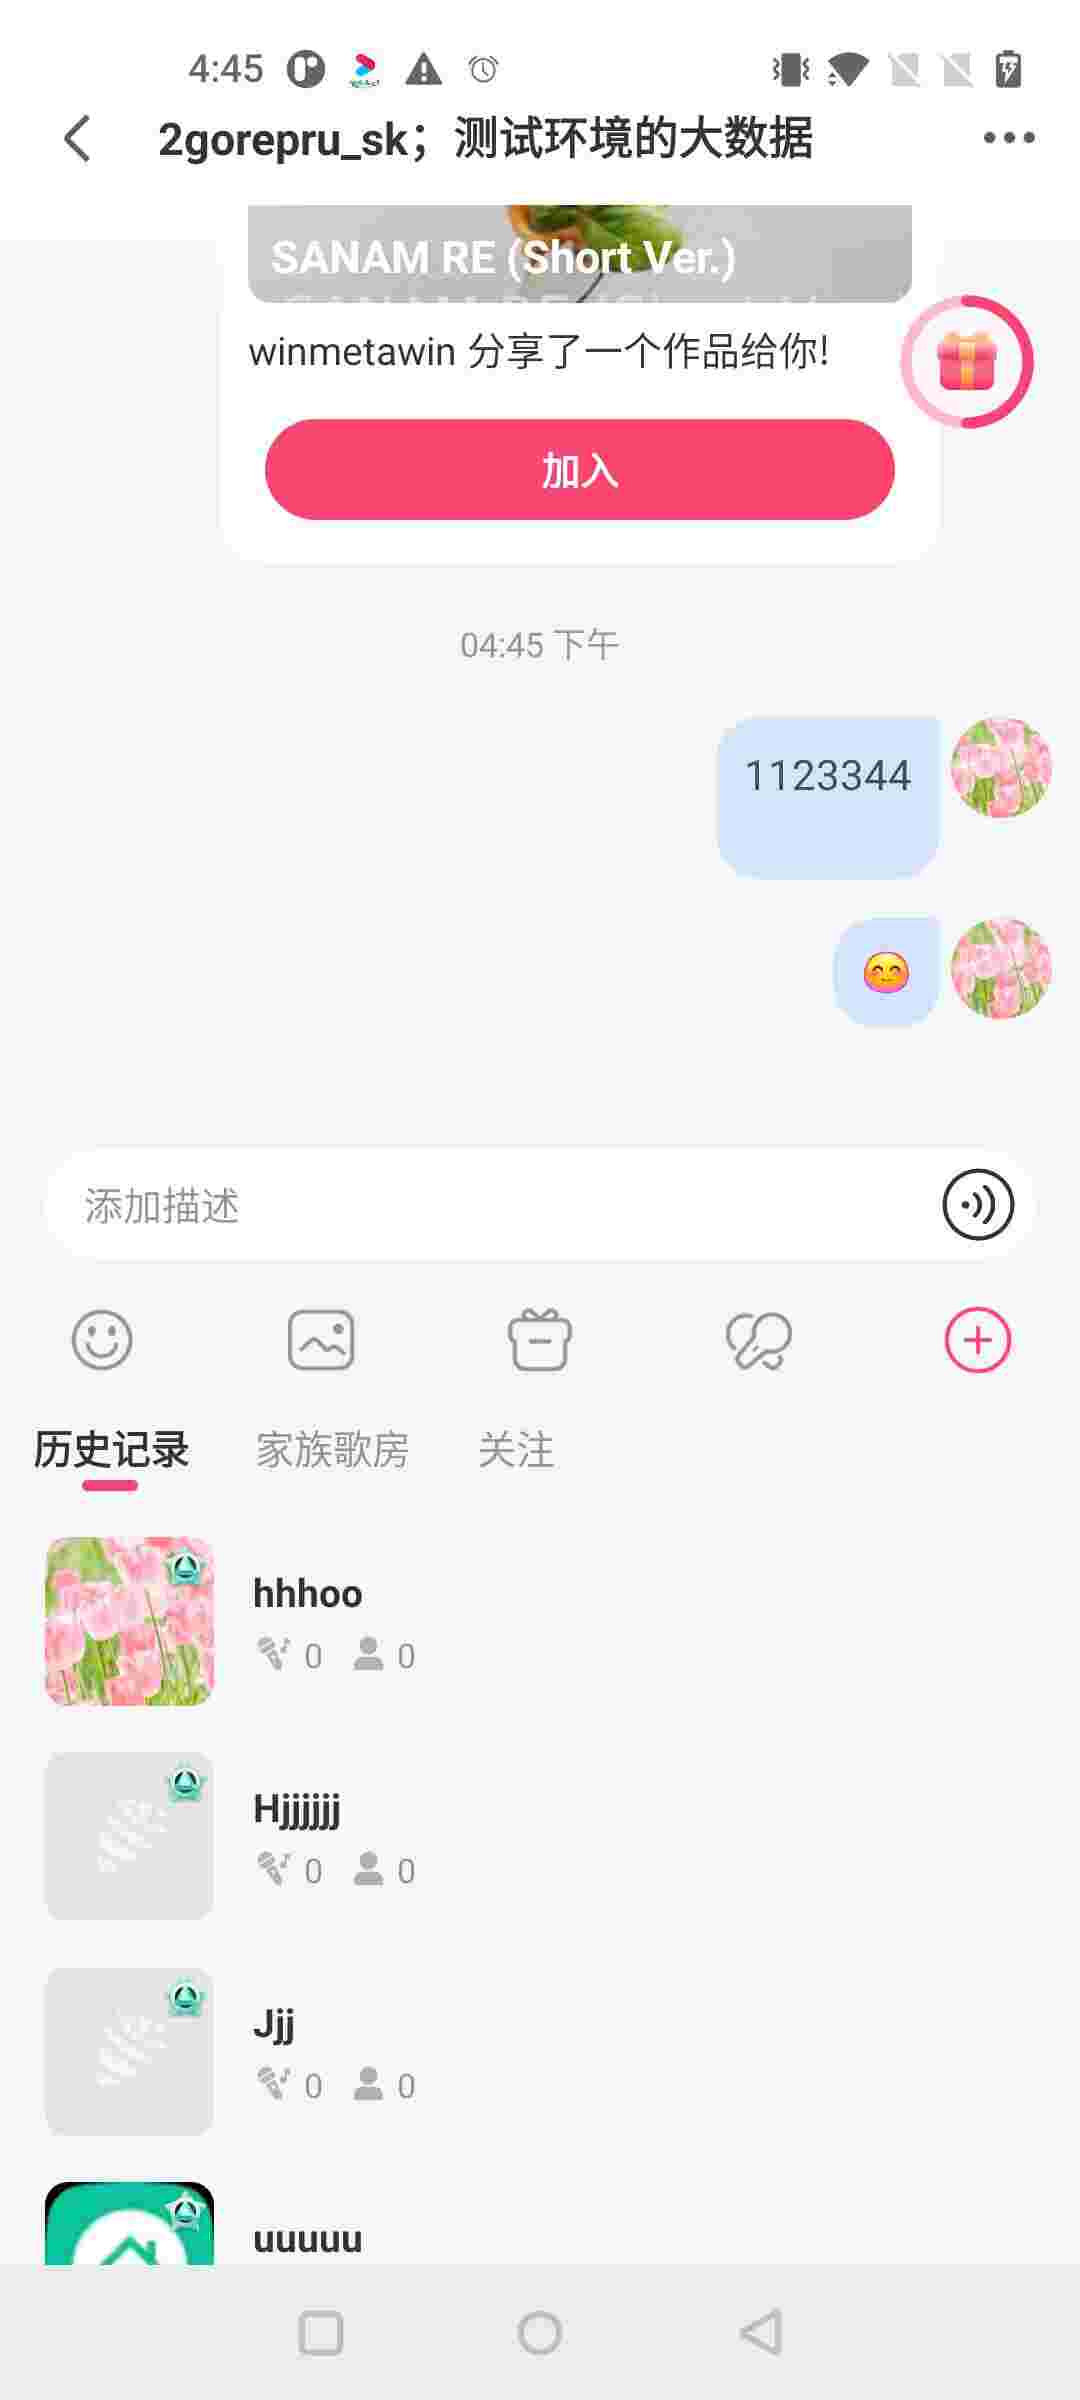 4:45
2gorepru_sk；测试环境的大数据
SANAM RE (Short Ver.)
winmetawin 分享了一个作品给你!
加入
04:45 下午
1123344
添加描述
历史记录 家族歌房 关注
hhhoo
0 0
Hjjjjjj
0 0
Jjj
0 0
uuuuu